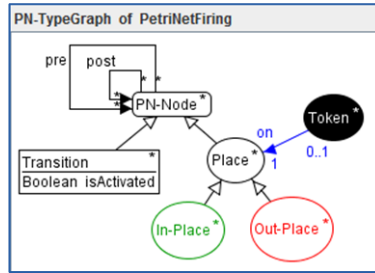 PN-TypeGraph of PetriNetFiring
pre
post
*
*
*
*
PN-Node*
on
Token*
Transition *
Boolean isActivated
Place*
1
0..1
In-Place*
Out-Place*